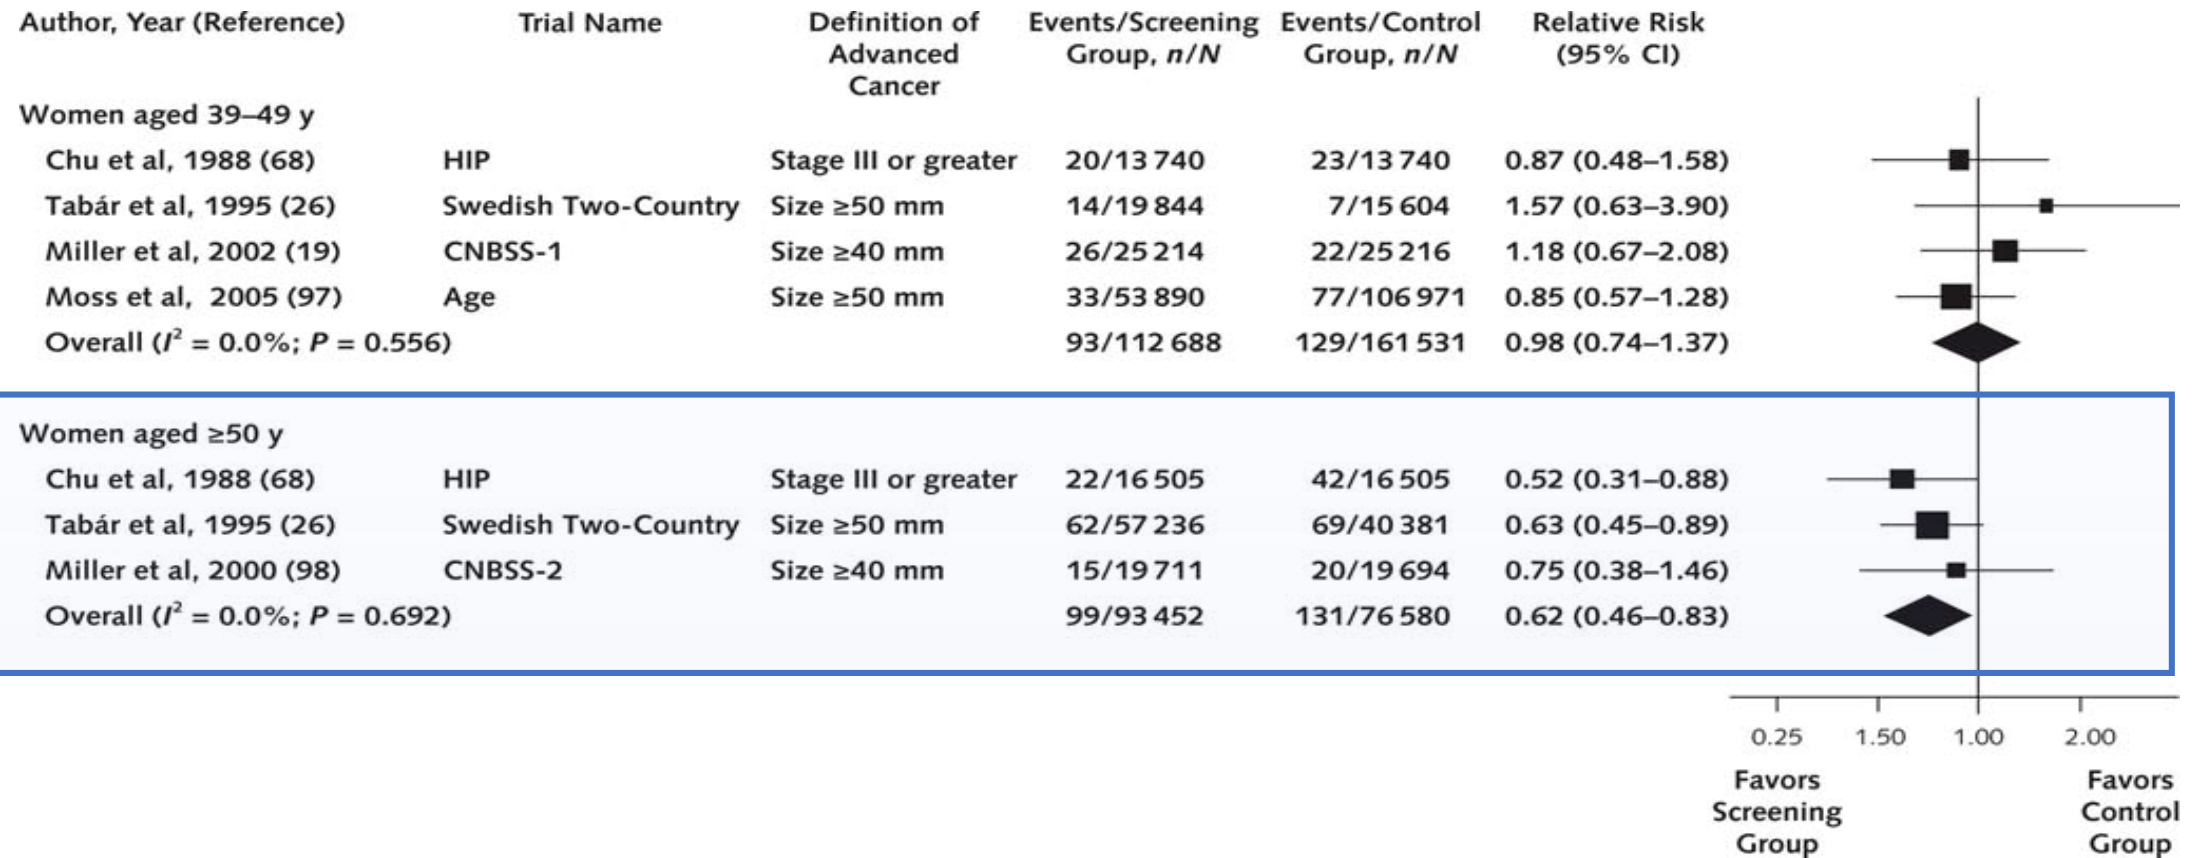 Author, Year (Reference) Trial Name Definition of Advanced Cancer Events/Screening Group, n/N Events/Control Group, n/N Relative Risk (95% CI)
Women aged 39–49 y
Chu et al, 1988 (68) HIP Stage III or greater 20/13 740 23/13 740 0.87 (0.48–1.58)
Tabár et al, 1995 (26) Swedish Two-Country Size ≥50 mm 14/19 844 7/15 604 1.57 (0.63–3.90)
Miller et al, 2002 (19) CNBSS-1 Size ≥40 mm 26/25 214 22/25 216 1.18 (0.67–2.08)
Moss et al, 2005 (97) Age Size ≥50 mm 33/53 890 77/106 971 0.85 (0.57–1.28)
Overall (I² = 0.0%; P = 0.556) 93/112 688 129/161 531 0.98 (0.74–1.37)
Women aged ≥50 y
Chu et al, 1988 (68) HIP Stage III or greater 22/16 505 42/16 505 0.52 (0.31–0.88)
Tabár et al, 1995 (26) Swedish Two-Country Size ≥50 mm 62/57 236 69/40 381 0.63 (0.45–0.89)
Miller et al, 2000 (98) CNBSS-2 Size ≥40 mm 15/19 711 20/19 694 0.75 (0.38–1.46)
Overall (I² = 0.0%; P = 0.692) 99/93 452 131/76 580 0.62 (0.46–0.83)
0.25 1.50 1.00 2.00
Favors Screening Group
Favors Control Group